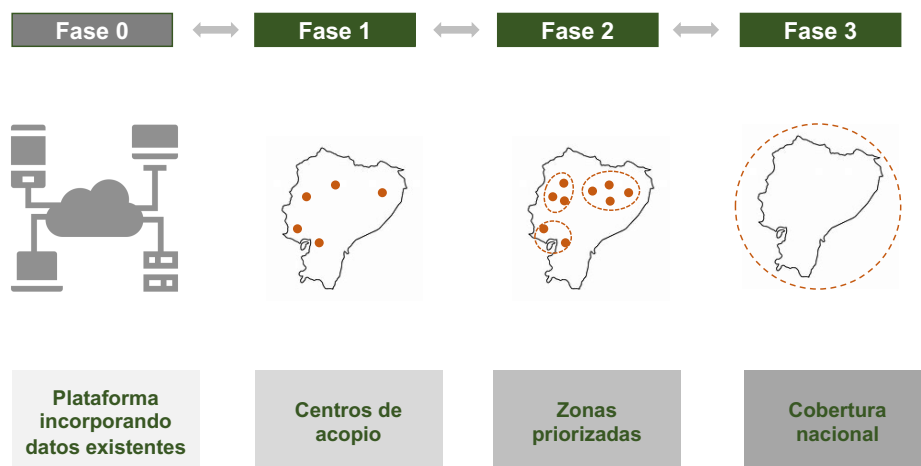 Fase 0
Fase 1
Fase 2
Fase 3
Plataforma
incorporando
datos existentes
Centros de
acopio
Zonas
priorizadas
Cobertura
nacional